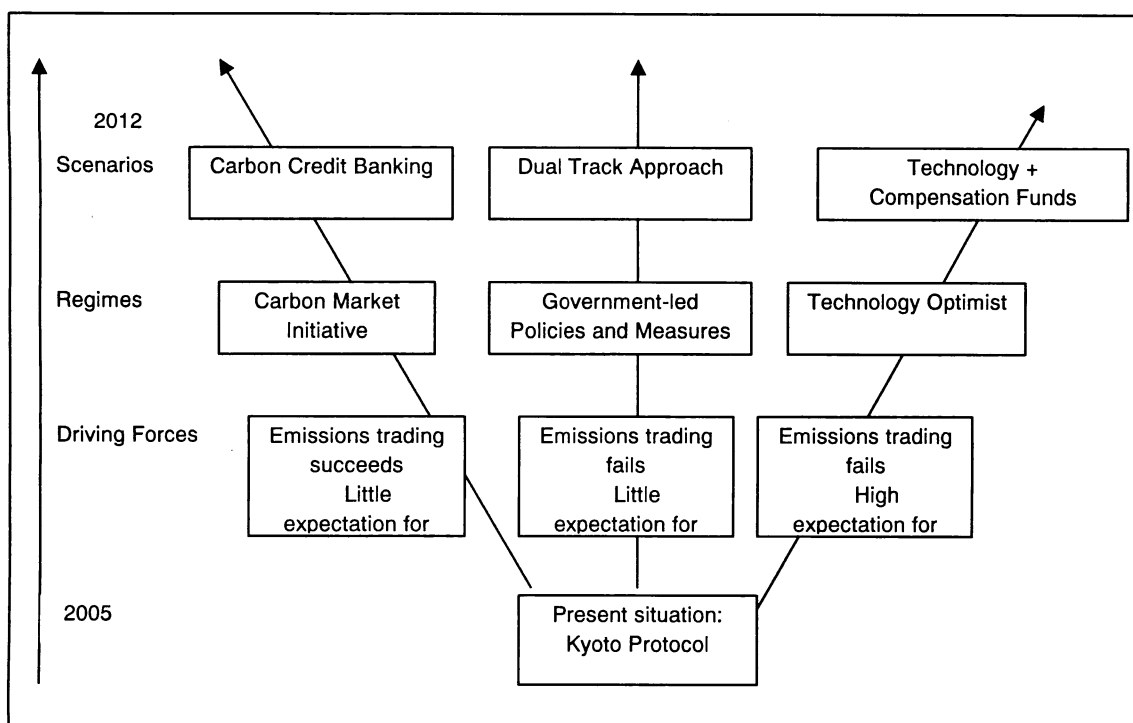 2012
Scenarios
Carbon Credit Banking
Dual Track Approach
Technology +
Compensation Funds
Regimes
Carbon Market
Initiative
Government-led
Policies and Measures
Technology Optimist
Driving Forces
Emissions trading
succeeds
Little
expectation for
Emissions trading
fails
Little
expectation for
Emissions trading
fails
High
expectation for
2005
Present situation:
Kyoto Protocol